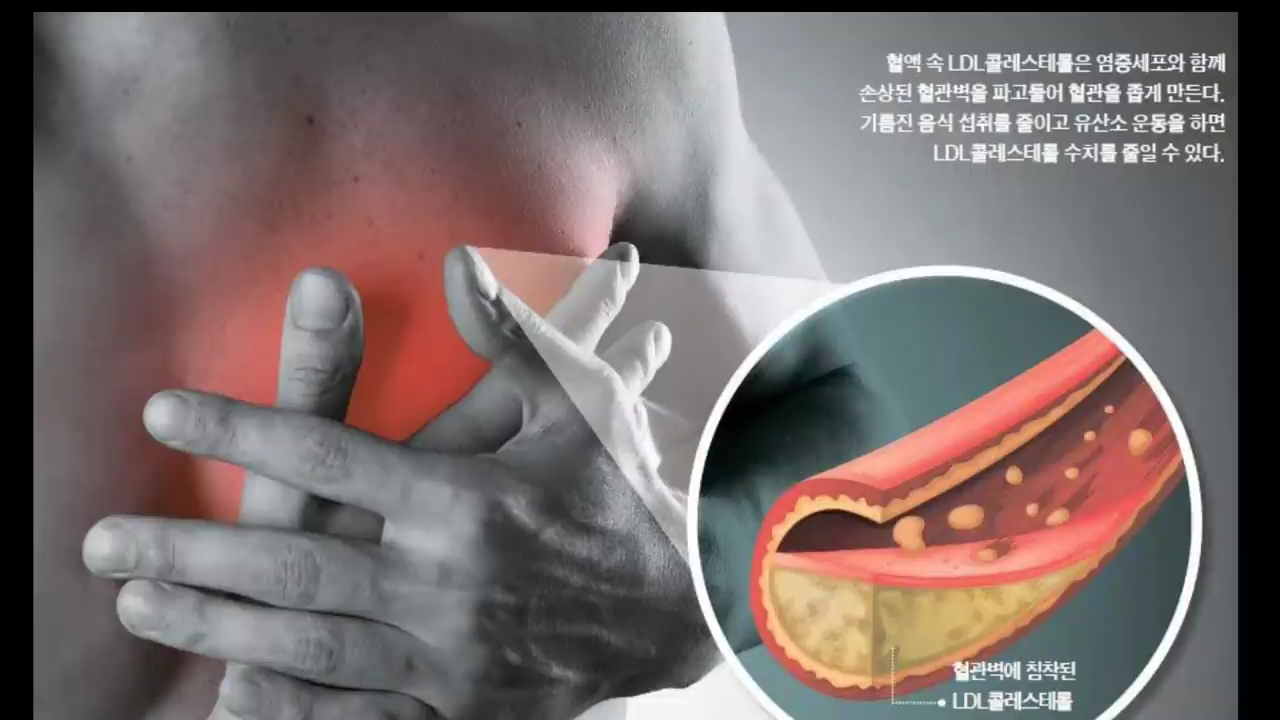 혈액 속 LDL콜레스테롤은 염증세포와 함께
손상된 혈관벽을 파고들어 혈관을 좁게 만든다.
기름진 음식 섭취를 줄이고 유산소 운동을 하면
LDL콜레스테롤 수치를 줄일 수 있다.
혈관벽에 침착된
LDL콜레스테롤